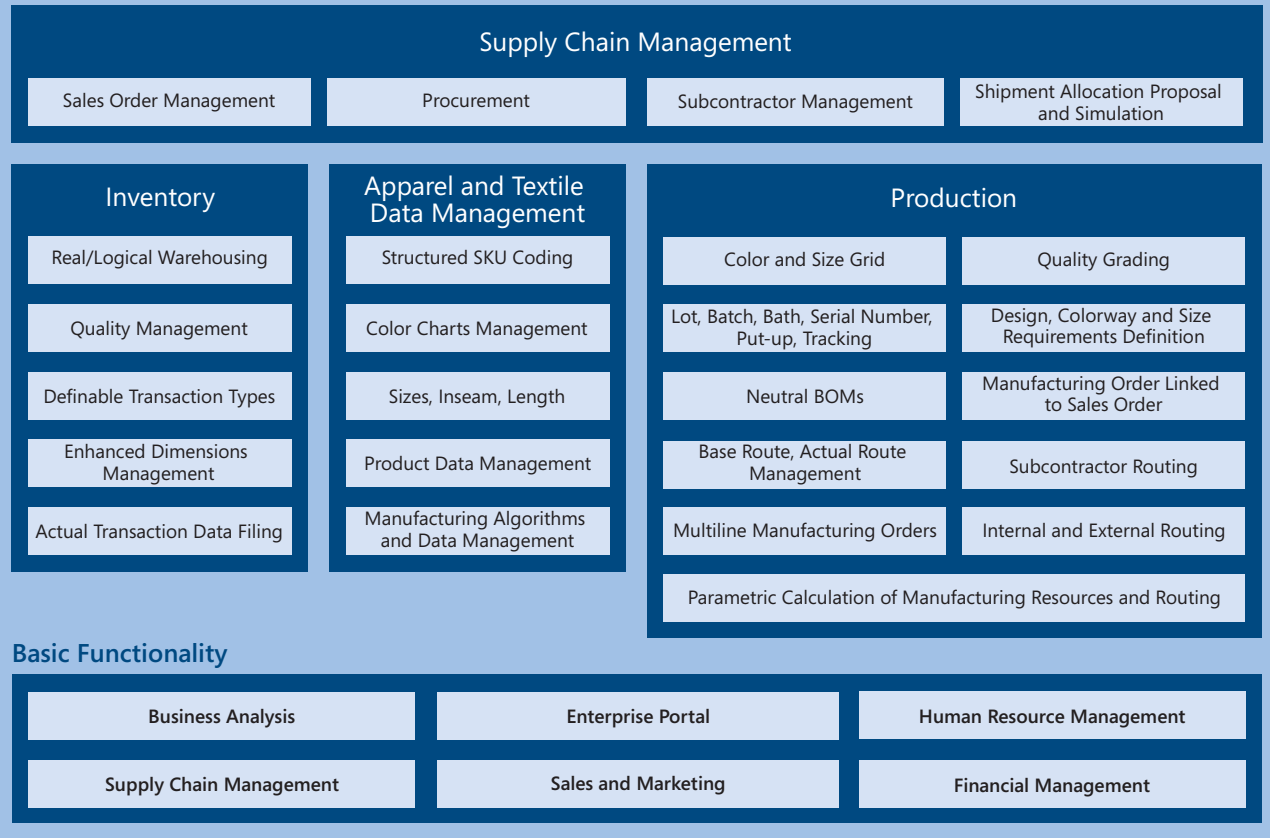 Supply Chain Management
Sales Order Management
Procurement
Subcontractor Management
Shipment Allocation Proposal
and Simulation
Inventory
Real/Logical Warehousing
Quality Management
Definable Transaction Types
Enhanced Dimensions
Management
Actual Transaction Data Filing
Apparel and Textile
Data Management
Structured SKU Coding
Color Charts Management
Sizes, Inseam, Length
Product Data Management
Manufacturing Algorithms
and Data Management
Production
Color and Size Grid
Quality Grading
Lot, Batch, Bath, Serial Number,
Put-up, Tracking
Design, Colorway and Size
Requirements Definition
Neutral BOMs
Manufacturing Order Linked
to Sales Order
Base Route, Actual Route
Management
Subcontractor Routing
Multiline Manufacturing Orders
Internal and External Routing
Parametric Calculation of Manufacturing Resources and Routing
Basic Functionality
Business Analysis
Enterprise Portal
Human Resource Management
Supply Chain Management
Sales and Marketing
Financial Management